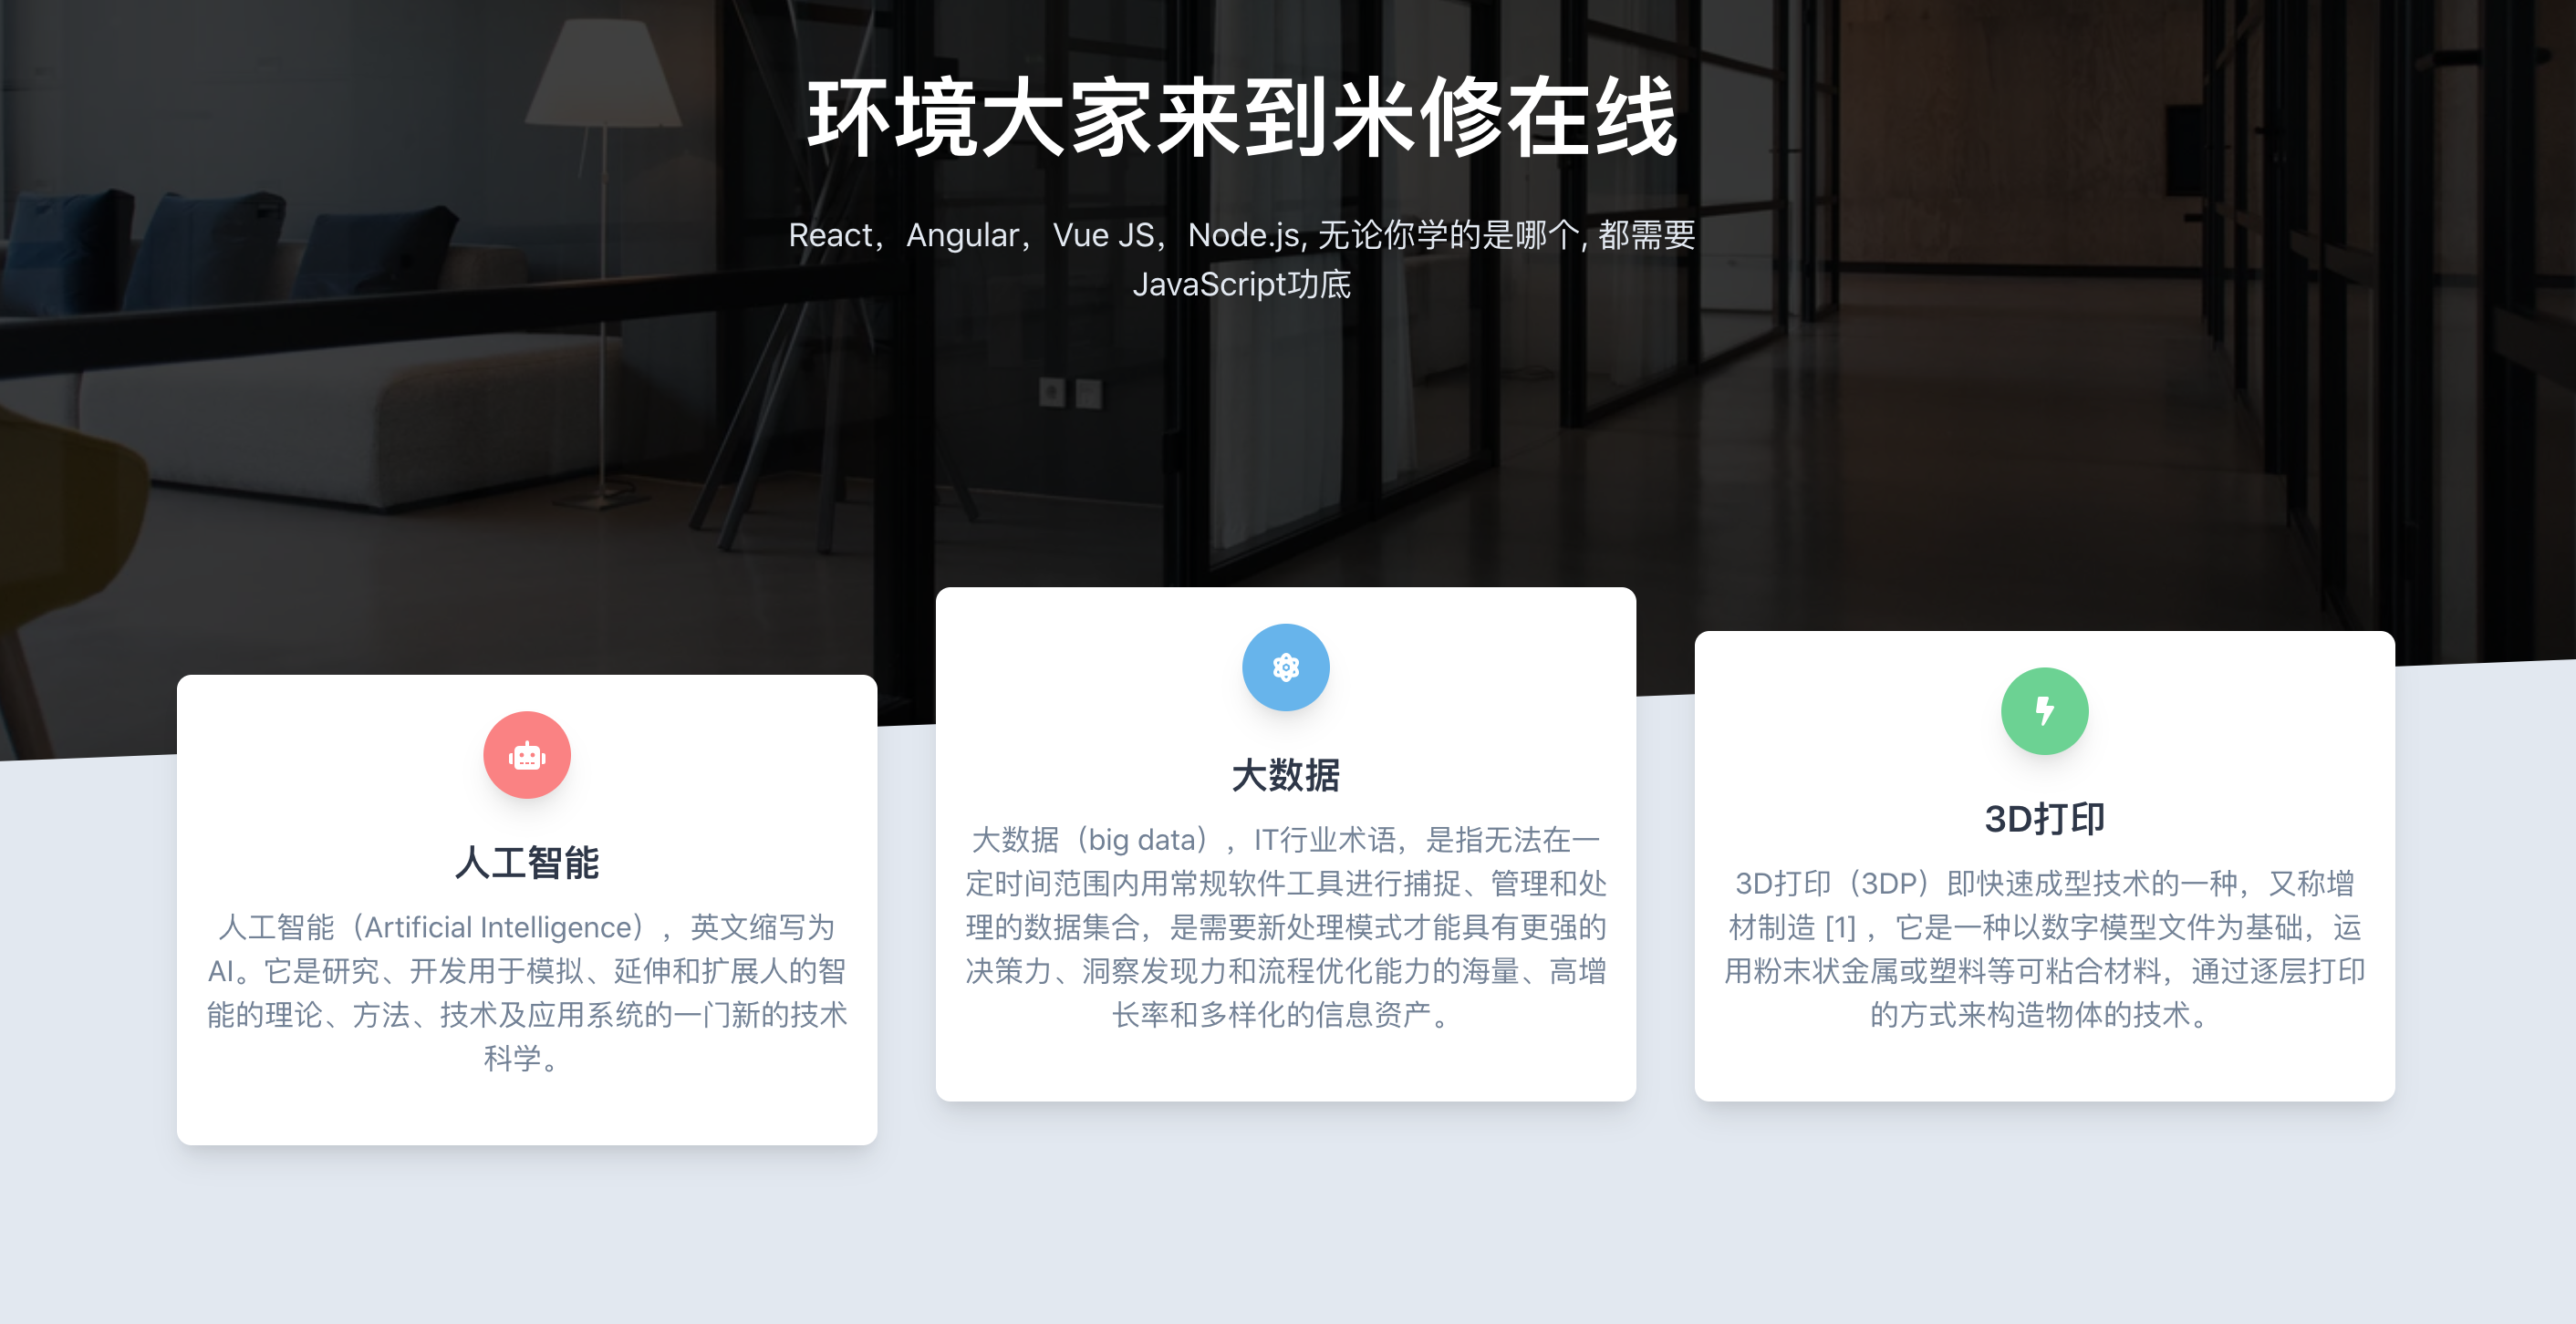 环境大家来到米修在线
React，Angular，Vue JS，Node.js, 无论你学的是哪个, 都需要
JavaScript功底
人工智能
人工智能（Artificial Intelligence），英文缩写为
AI。它是研究、开发用于模拟、延伸和扩展人的智
能的理论、方法、技术及应用系统的一门新的技术
科学。
大数据
大数据（big data），IT行业术语，是指无法在一
定时间范围内用常规软件工具进行捕捉、管理和处
理的数据集合，是需要新处理模式才能具有更强的
决策力、洞察发现力和流程优化能力的海量、高增
长率和多样化的信息资产。
3D打印
3D打印（3DP）即快速成型技术的一种，又称增
材制造 [1] ，它是一种以数字模型文件为基础，运
用粉末状金属或塑料等可粘合材料，通过逐层打印
的方式来构造物体的技术。